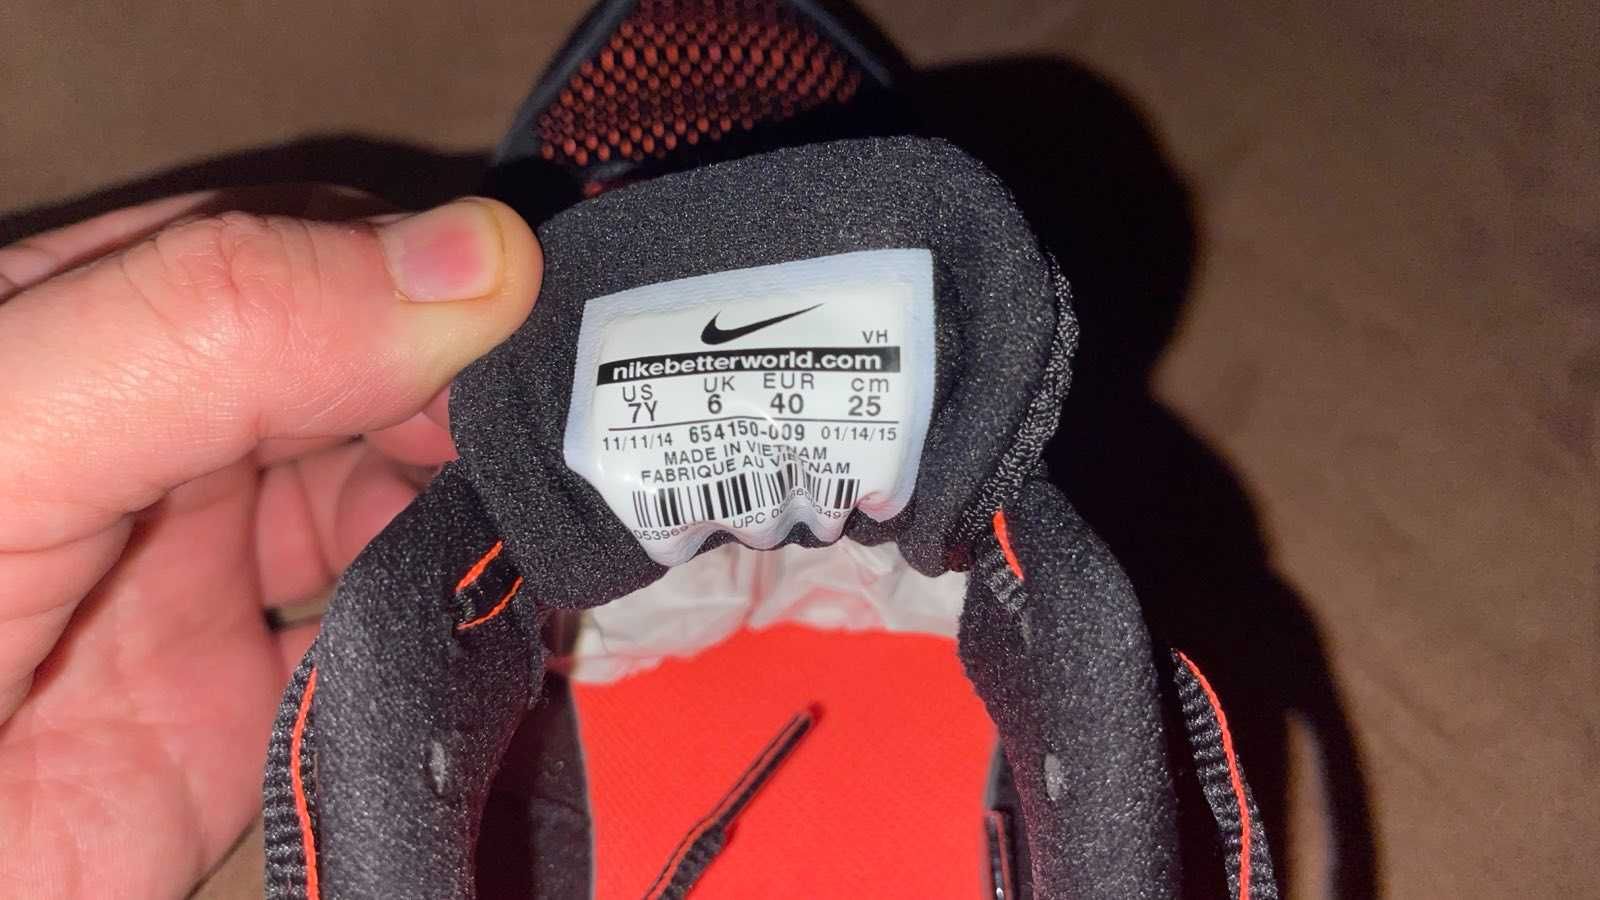 VH
nikebetterworld.com
US UK EUR cm
7Y 6 40 25
11/11/14 654150-009 01/14/15
MADE IN VIETNAM
FABRIQUE AU VIETNAM
UPC